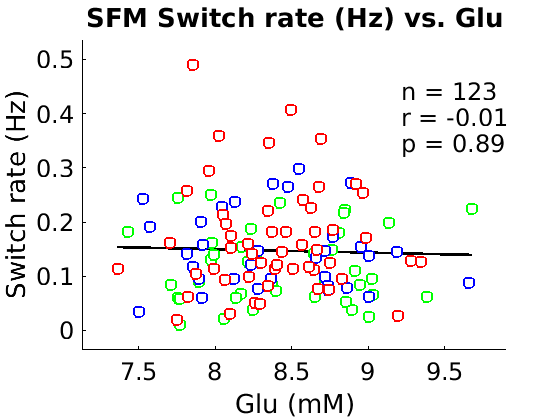 SFM Switch rate (Hz) vs. Glu
n = 123
r = -0.01
p = 0.89
Switch rate (Hz)
0.5
0.4
0.3
0.2
0.1
0
7.5 8 8.5 9 9.5
Glu (mM)